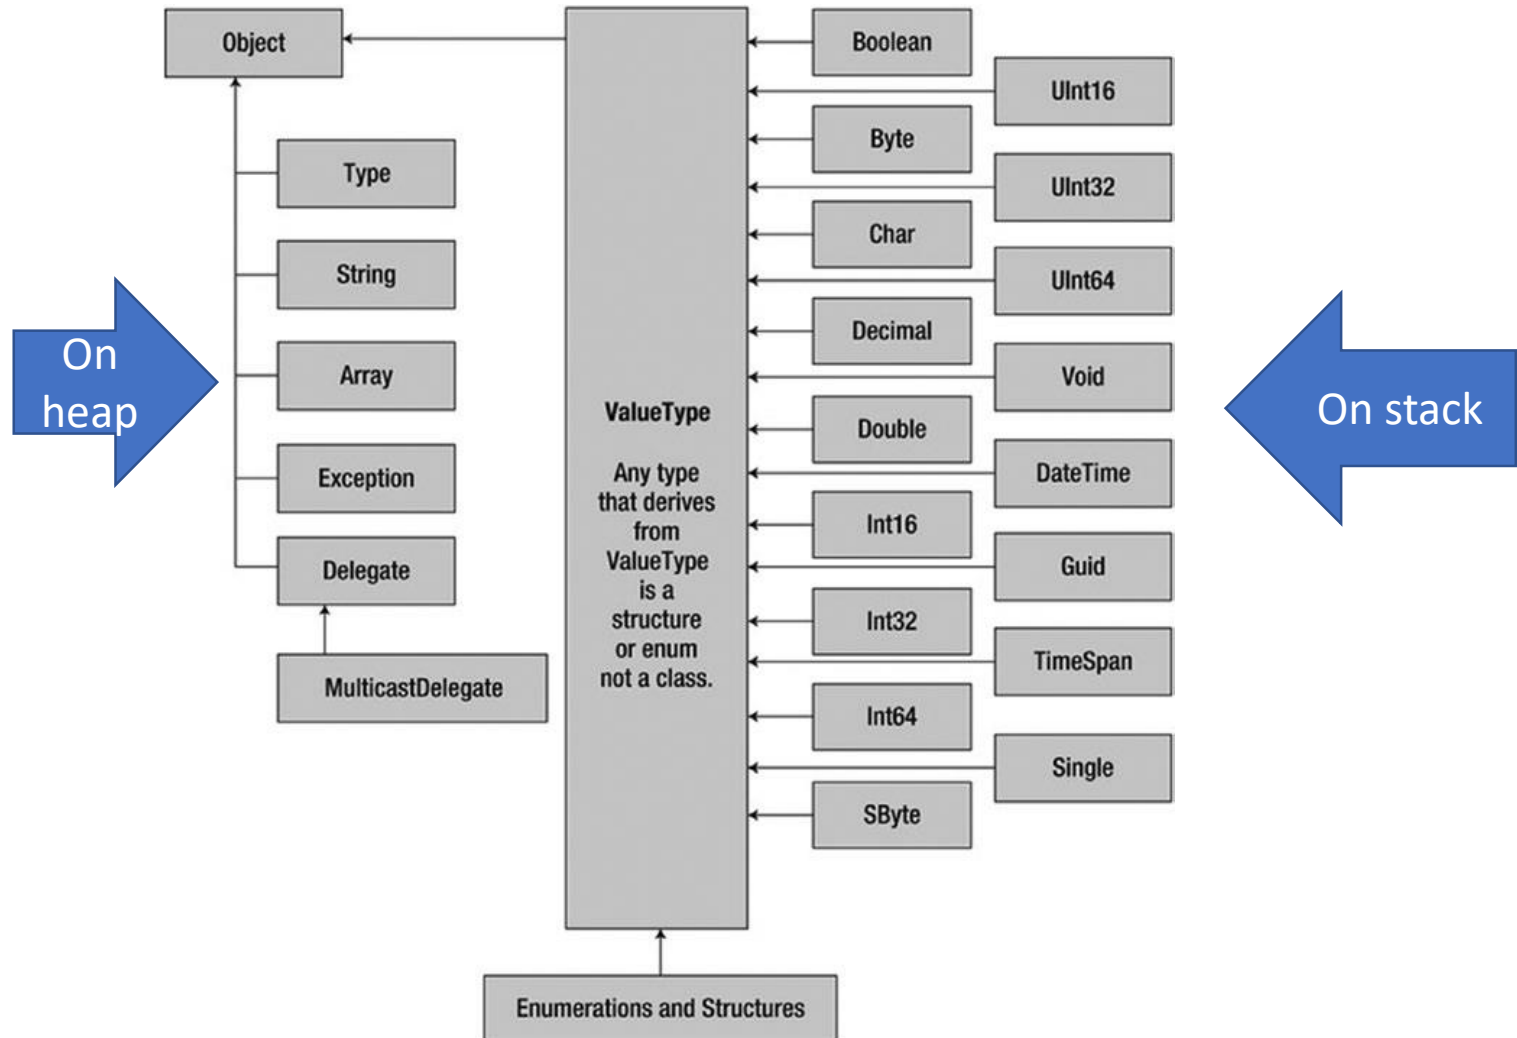 Object
Type
String
Array
Exception
Delegate
MulticastDelegate
On
heap
ValueType
Any type
that derives
from
ValueType
is a
structure
or enum
not a class.
Boolean
UInt16
Byte
UInt32
Char
UInt64
Decimal
Void
Double
DateTime
Int16
Guid
Int32
TimeSpan
Int64
Single
SByte
On stack
Enumerations and Structures